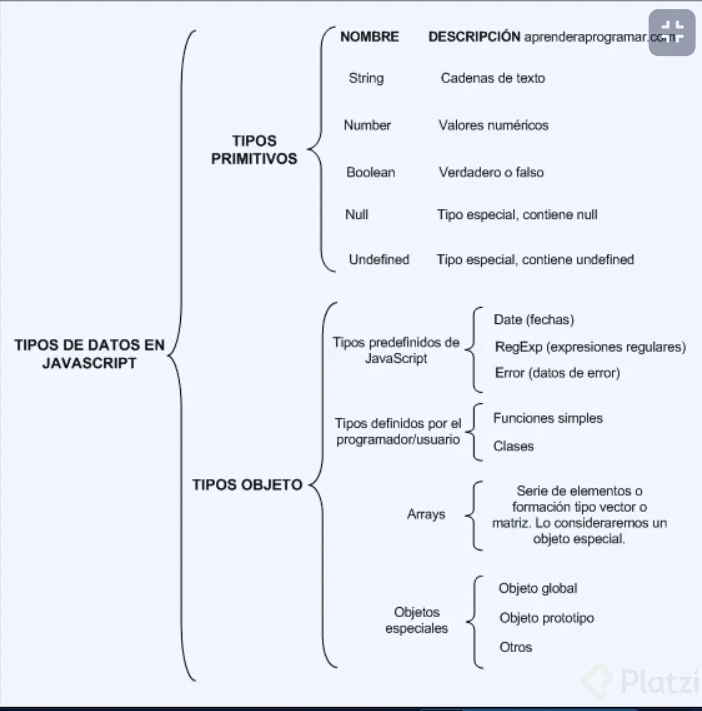 NOMBRE DESCRIPCIÓN aprenderaprogramar.com
String Cadenas de texto
Number Valores numéricos
Boolean Verdadero o falso
Null Tipo especial, contiene null
Undefined Tipo especial, contiene undefined
TIPOS
PRIMITIVOS
TIPOS DE DATOS EN
JAVASCRIPT
TIPOS OBJETO
Tipos predefinidos de
JavaScript
Date (fechas)
RegExp (expresiones regulares)
Error (datos de error)
Tipos definidos por el
programador/usuario
Funciones simples
Clases
Arrays
Serie de elementos o
formación tipo vector o
matriz. Lo consideraremos un
objeto especial.
Objetos
especiales
Objeto global
Objeto prototipo
Otros
Platzi